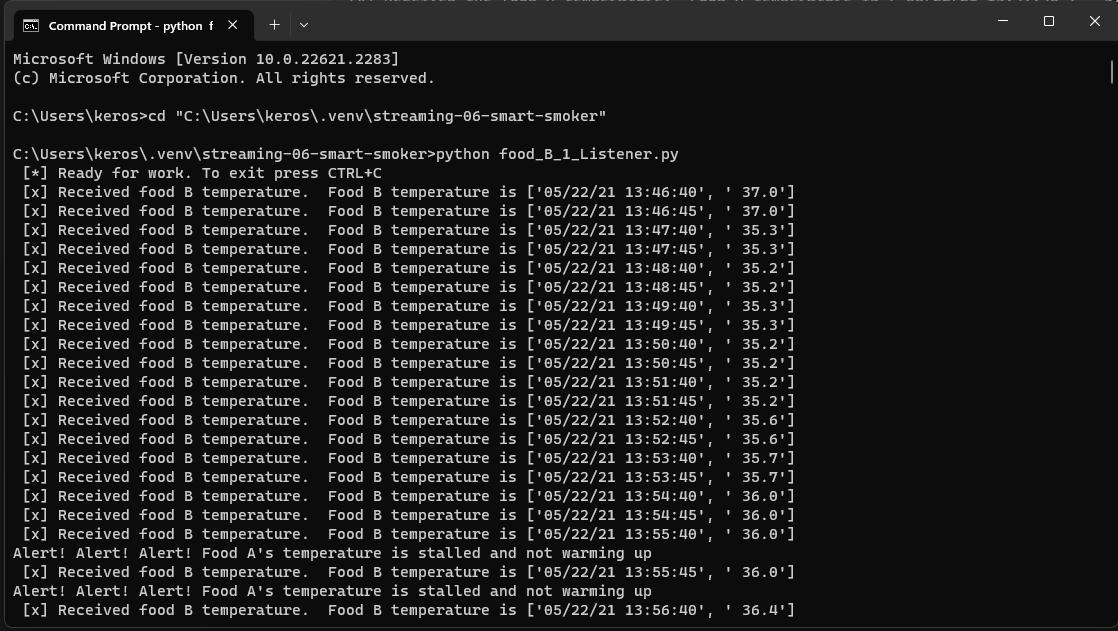 Command Prompt - python f
Microsoft Windows [Version 10.0.22621.2283]
(c) Microsoft Corporation. All rights reserved.
C:\Users\keros>cd "C:\Users\keros\.venv\streaming-06-smart-smoker"
C:\Users\keros\.venv\streaming-06-smart-smoker>python food_B_1_Listener.py
[*] Ready for work. To exit press CTRL+C
[x] Received food B temperature.  Food B temperature is ['05/22/21 13:46:40', ' 37.0']
[x] Received food B temperature.  Food B temperature is ['05/22/21 13:46:45', ' 37.0']
[x] Received food B temperature.  Food B temperature is ['05/22/21 13:47:40', ' 35.3']
[x] Received food B temperature.  Food B temperature is ['05/22/21 13:47:45', ' 35.3']
[x] Received food B temperature.  Food B temperature is ['05/22/21 13:48:40', ' 35.2']
[x] Received food B temperature.  Food B temperature is ['05/22/21 13:48:45', ' 35.2']
[x] Received food B temperature.  Food B temperature is ['05/22/21 13:49:40', ' 35.3']
[x] Received food B temperature.  Food B temperature is ['05/22/21 13:49:45', ' 35.3']
[x] Received food B temperature.  Food B temperature is ['05/22/21 13:50:40', ' 35.2']
[x] Received food B temperature.  Food B temperature is ['05/22/21 13:50:45', ' 35.2']
[x] Received food B temperature.  Food B temperature is ['05/22/21 13:51:40', ' 35.2']
[x] Received food B temperature.  Food B temperature is ['05/22/21 13:51:45', ' 35.2']
[x] Received food B temperature.  Food B temperature is ['05/22/21 13:52:40', ' 35.6']
[x] Received food B temperature.  Food B temperature is ['05/22/21 13:52:45', ' 35.6']
[x] Received food B temperature.  Food B temperature is ['05/22/21 13:53:40', ' 35.7']
[x] Received food B temperature.  Food B temperature is ['05/22/21 13:53:45', ' 35.7']
[x] Received food B temperature.  Food B temperature is ['05/22/21 13:54:40', ' 36.0']
[x] Received food B temperature.  Food B temperature is ['05/22/21 13:54:45', ' 36.0']
[x] Received food B temperature.  Food B temperature is ['05/22/21 13:55:40', ' 36.0']
Alert! Alert! Alert! Food A's temperature is stalled and not warming up
[x] Received food B temperature.  Food B temperature is ['05/22/21 13:55:45', ' 36.0']
Alert! Alert! Alert! Food A's temperature is stalled and not warming up
[x] Received food B temperature.  Food B temperature is ['05/22/21 13:56:40', ' 36.4']